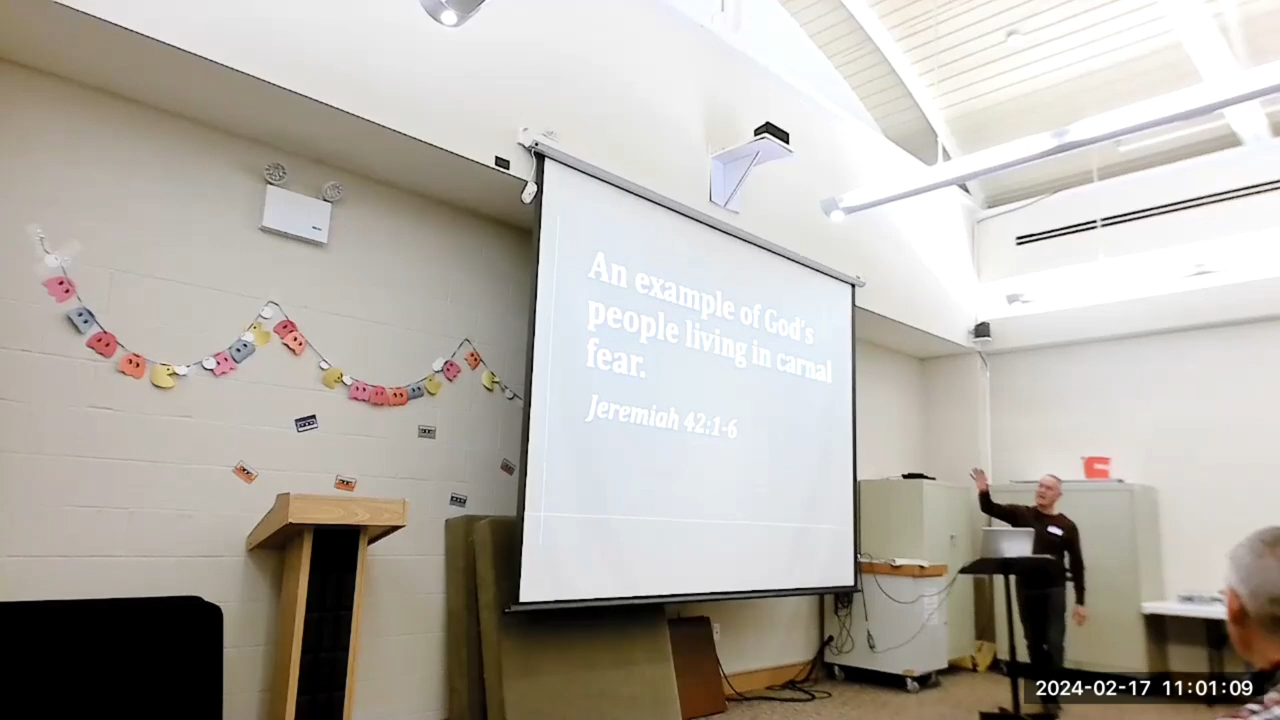 An example of God's
people living in carnal
fear.
Jeremiah 42:1-6
2024-02-17 11:01:09